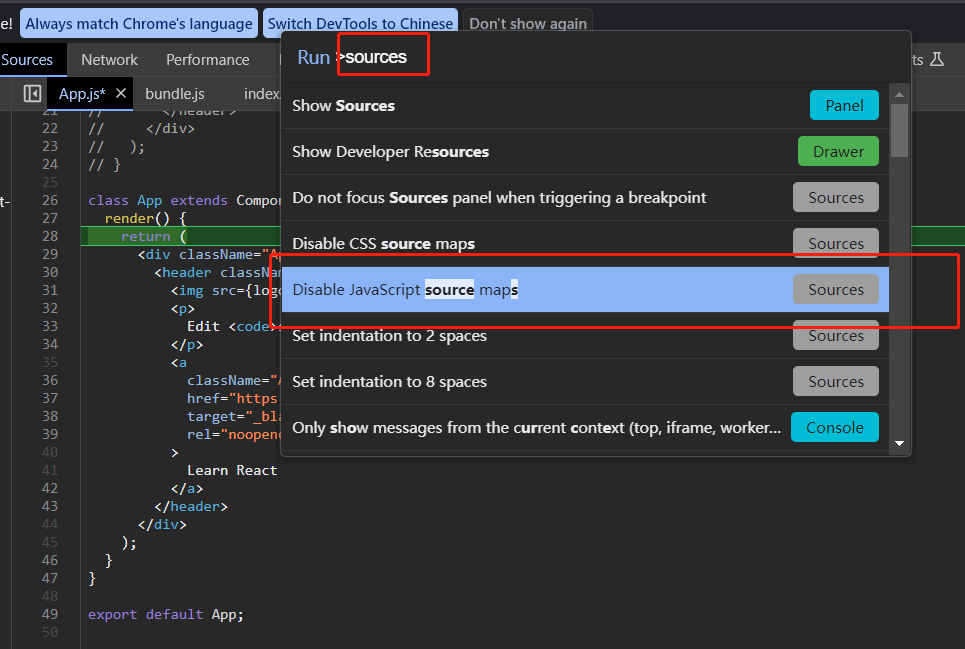 e! Always match Chrome's language Switch DevTools to Chinese Don't show again
Sources Network Performance ts
App.js* × bundle.js index.
Run >sources
Show Sources Panel
Show Developer Resources Drawer
Do not focus Sources panel when triggering a breakpoint Sources
Disable CSS source maps Sources
Disable JavaScript source maps Sources
Set indentation to 2 spaces Sources
Set indentation to 8 spaces Sources
Only show messages from the current context (top, iframe, worker... Console
t-
21 // </header>
22 // </div>
23 // );
24 // }
25
26 class App extends Compor
27 render() {
28 return (
29 <div className="Ap
30 <header classNam
31 <img src={logo
32 <p>
33 Edit <code>
34 </p>
35 <a
36 className="A
37 href="https
38 target="_bla
39 rel="noopene
40 >
41 Learn React
42 </a>
43 </header>
44 </div>
45 );
46 }
47 }
48
49 export default App;
50